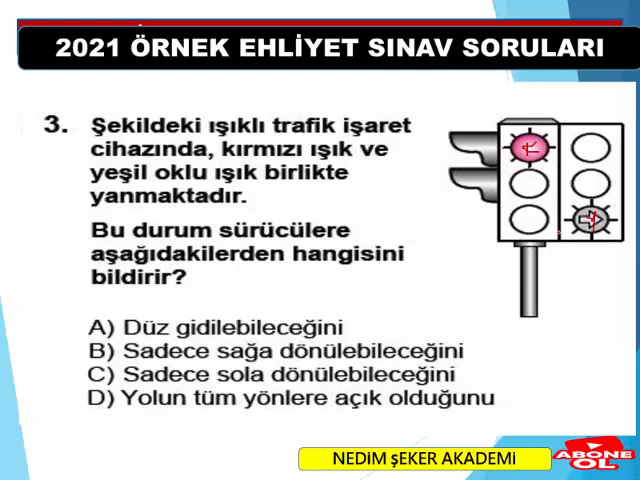 2021 ÖRNEK EHLİYET SINAV SORULARI
3. Şekildeki ışıklı trafik işaret
cihazında, kırmızı ışık ve
yeşil oklu ışık birlikte
yanmaktadır.
Bu durum sürücülere
aşağıdakilerden hangisini
bildirir?
A) Düz gidilebileceğini
B) Sadece sağa dönülebileceğini
C) Sadece sola dönülebileceğini
D) Yolun tüm yönlere açık olduğunu
NEDİM ŞEKER AKADEMİ
ABONE
OL